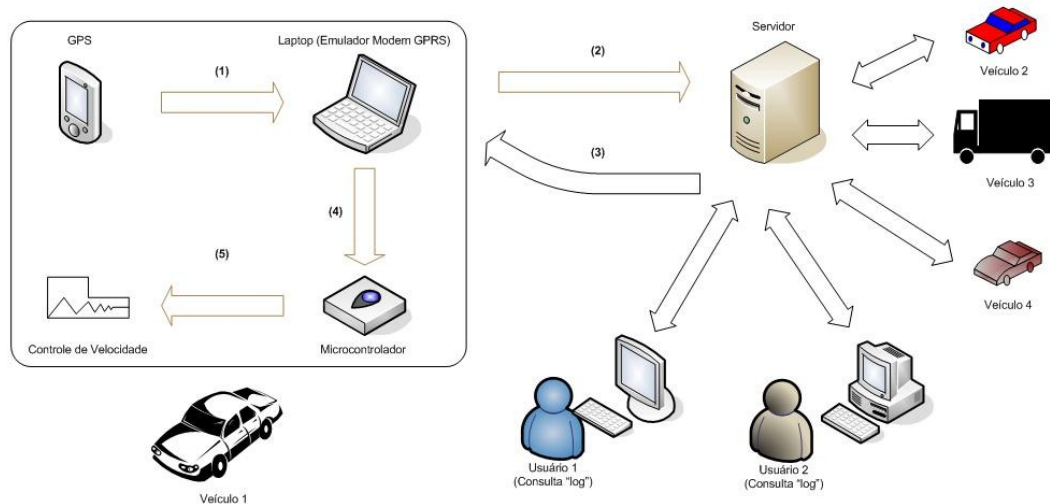 GPS
Laptop (Emulador Modem GPRS)
Servidor
(1)
(2)
Veículo 2
(3)
Veículo 3
(4)
(5)
Veículo 4
Controle de Velocidade
Microcontrolador
Veículo 1
Usuário 1
(Consulta "log")
Usuário 2
(Consulta "log")